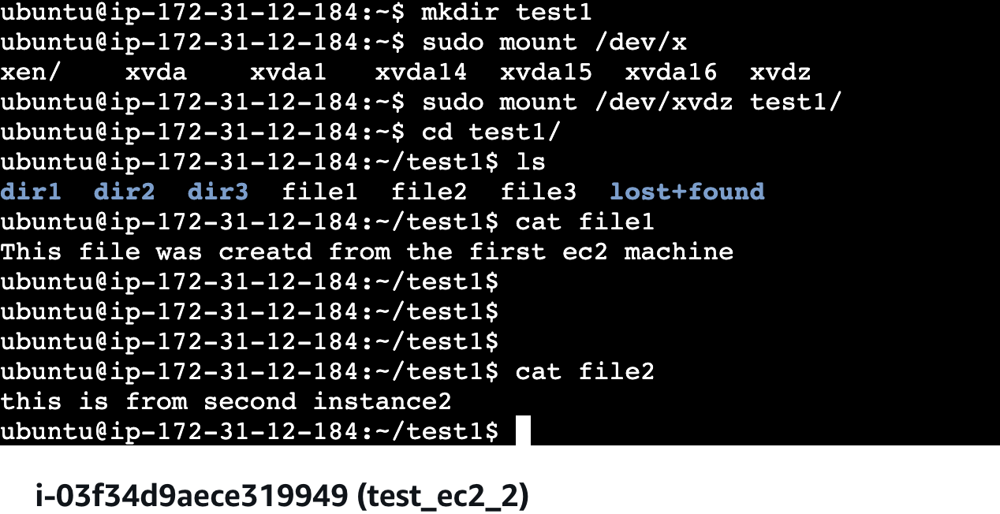 ubuntu@ip-172-31-12-184:~$ mkdir test1
ubuntu@ip-172-31-12-184:~$ sudo mount /dev/x
xen/    xvda    xvda1   xvda14  xvda15  xvda16  xvdz
ubuntu@ip-172-31-12-184:~$ sudo mount /dev/xvdz test1/
ubuntu@ip-172-31-12-184:~$ cd test1/
ubuntu@ip-172-31-12-184:~/test1$ ls
dir1  dir2  dir3  file1  file2  file3  lost+found
ubuntu@ip-172-31-12-184:~/test1$ cat file1
This file was creatd from the first ec2 machine
ubuntu@ip-172-31-12-184:~/test1$
ubuntu@ip-172-31-12-184:~/test1$
ubuntu@ip-172-31-12-184:~/test1$
ubuntu@ip-172-31-12-184:~/test1$ cat file2
this is from second instance2
ubuntu@ip-172-31-12-184:~/test1$
i-03f34d9aece319949 (test_ec2_2)